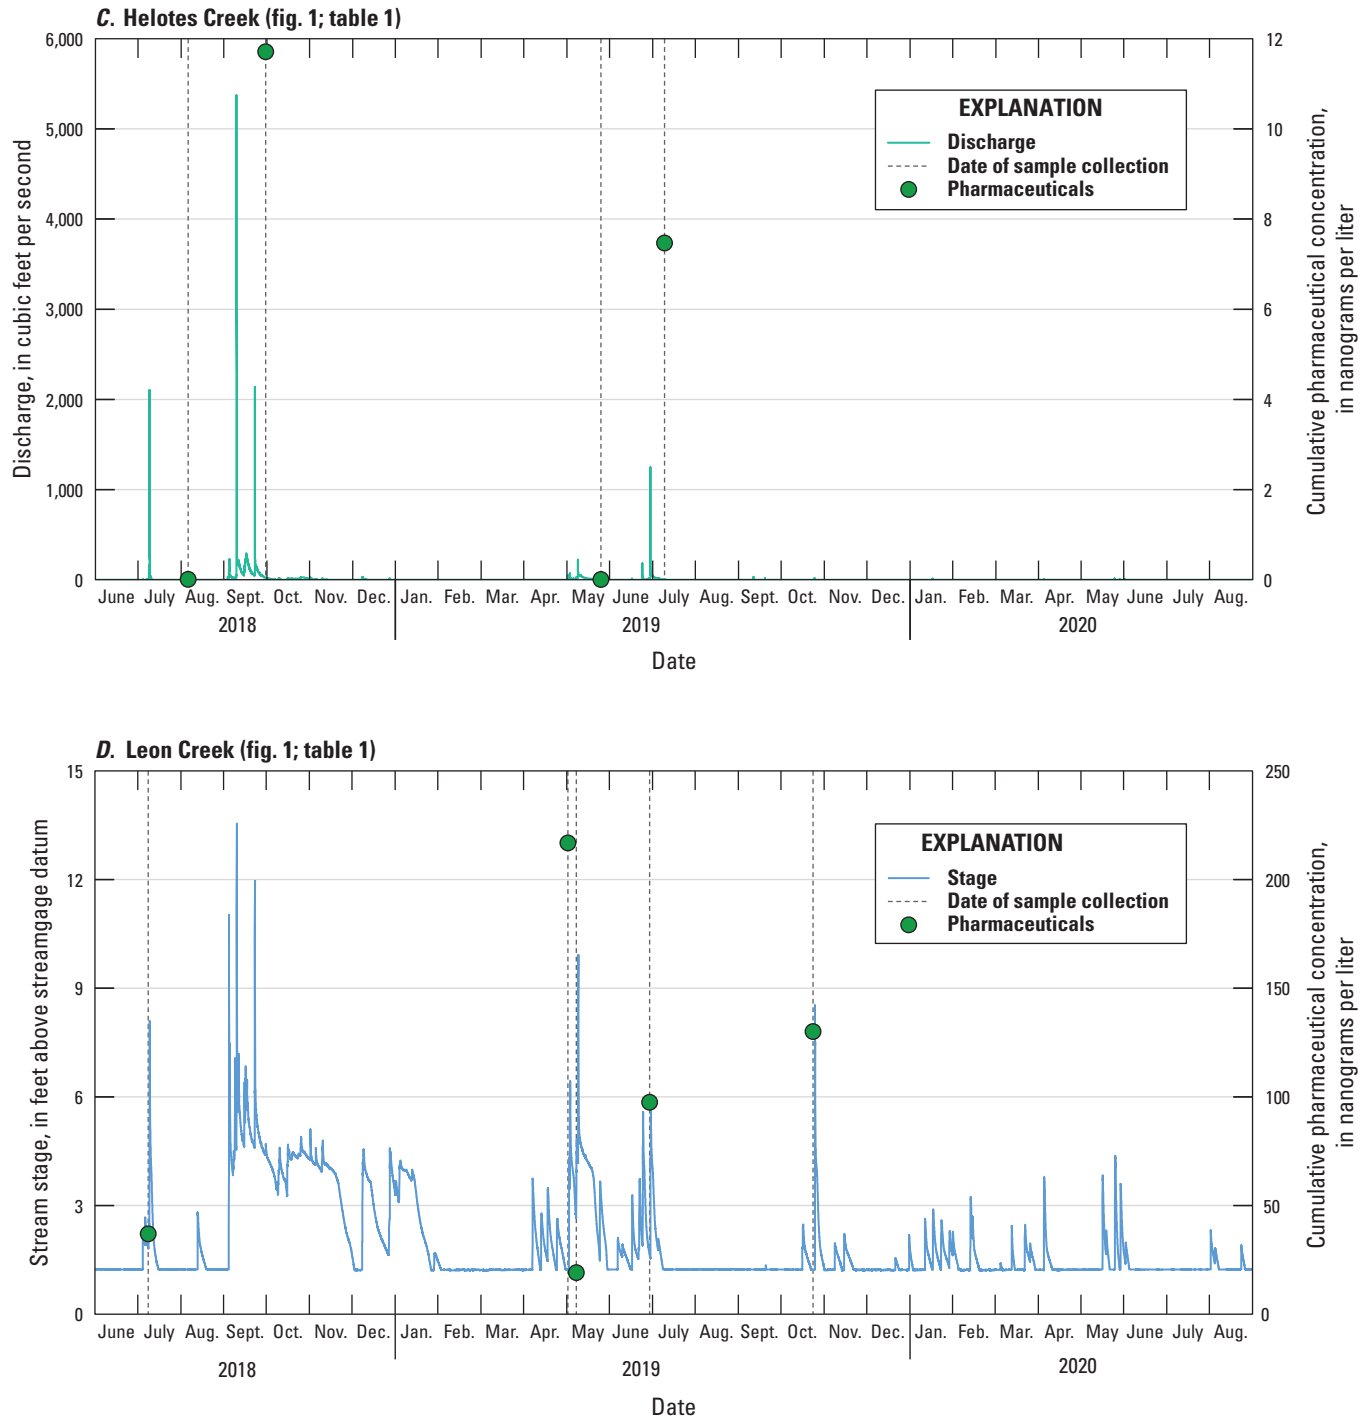 C. Helotes Creek (fig. 1; table 1)
6,000
5,000
4,000
3,000
2,000
1,000
0
Discharge, in cubic feet per second
12
10
8
6
4
2
0
Cumulative pharmaceutical concentration,
in nanograms per liter
EXPLANATION
Discharge
Date of sample collection
Pharmaceuticals
June July Aug. Sept. Oct. Nov. Dec. Jan. Feb. Mar. Apr. May June July Aug. Sept. Oct. Nov. Dec. Jan. Feb. Mar. Apr. May June July Aug.
2018 2019 2020
Date
D. Leon Creek (fig. 1; table 1)
15
12
9
6
3
0
Stream stage, in feet above streamgage datum
250
200
150
100
50
0
Cumulative pharmaceutical concentration,
in nanograms per liter
EXPLANATION
Stage
Date of sample collection
Pharmaceuticals
June July Aug. Sept. Oct. Nov. Dec. Jan. Feb. Mar. Apr. May June July Aug. Sept. Oct. Nov. Dec. Jan. Feb. Mar. Apr. May June July Aug.
2018 2019 2020
Date